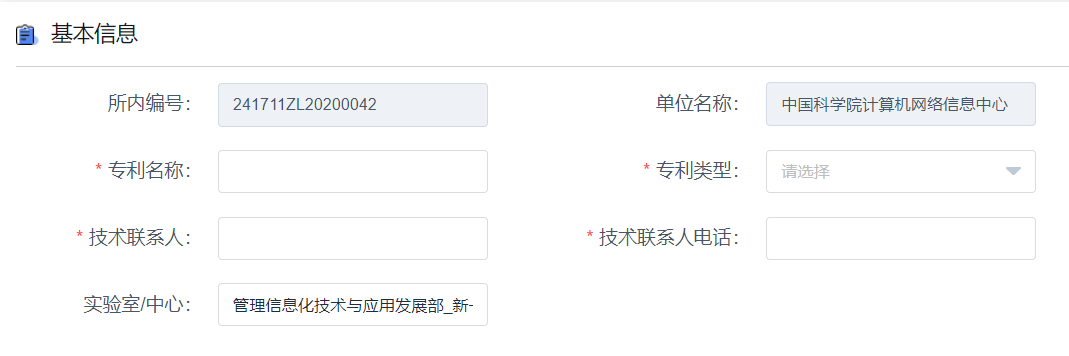 基本信息
所内编号： 241711ZL20200042 单位名称： 中国科学院计算机网络信息中心
* 专利名称： * 专利类型： 请选择
* 技术联系人： * 技术联系人电话：
实验室/中心： 管理信息化技术与应用发展部_新-